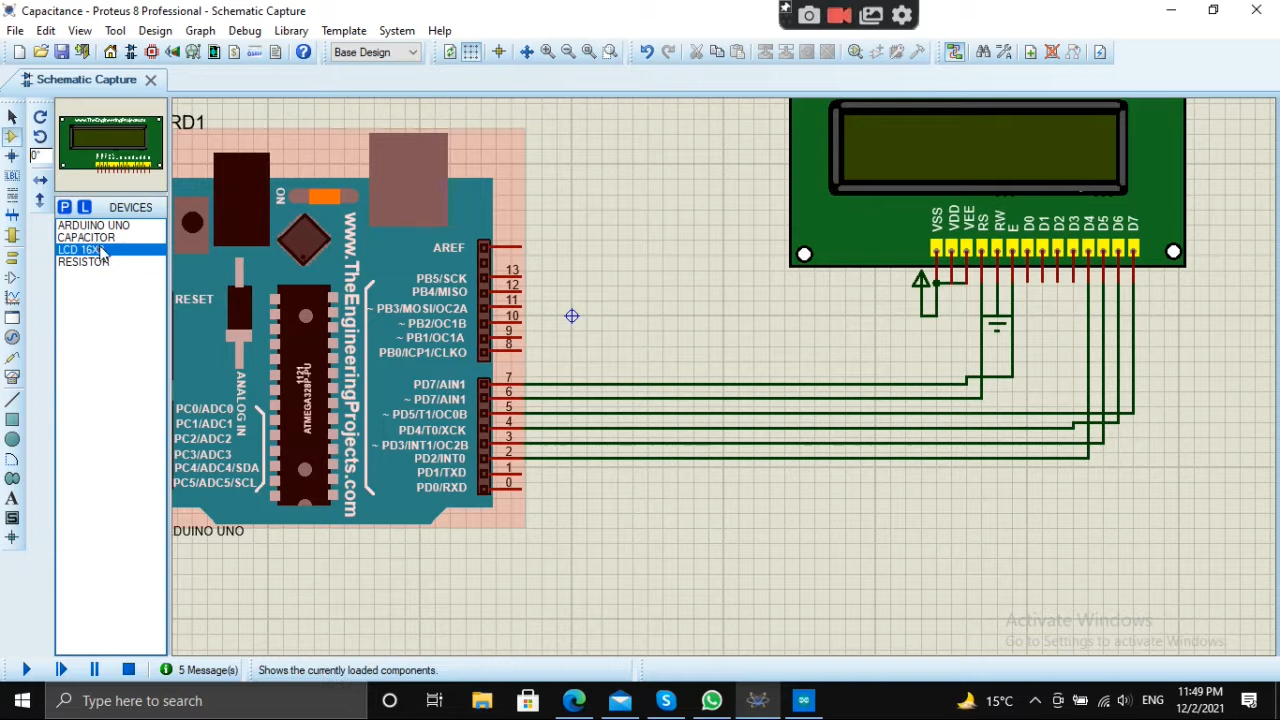 Capacitance - Proteus 8 Professional - Schematic Capture
File Edit View Tool Design Graph Debug Library Template System Help
Base Design
Schematic Capture
RD1
0°
P L DEVICES
ARDUINO UNO
CAPACITOR
LCD 16X
RESISTOR
ON
www.TheEngineeringProjects.com
RESET
1121
ATMEGA328P-PU
ANALOG IN
PC0/ADC0
PC1/ADC1
PC2/ADC2
PC3/ADC3
PC4/ADC4/SDA
PC5/ADC5/SCL
AREF
PB5/SCK 13
PB4/MISO 12
~ PB3/MOSI/OC2A 11
~ PB2/OC1B 10
~ PB1/OC1A 9
PB0/ICP1/CLKO 8
PD7/AIN1 7
~ PD7/AIN1 6
~ PD5/T1/OC0B 5
PD4/T0/XCK 4
~ PD3/INT1/OC2B 3
PD2/INT0 2
PD1/TXD 1
PD0/RXD 0
DUINO UNO
VSS VDD VEE RS RW E D0 D1 D2 D3 D4 D5 D6 D7
Activate Windows
Go to Settings to activate Windows.
5 Message(s) Shows the currently loaded components.
Type here to search
15°C
ENG
11:49 PM
12/2/2021